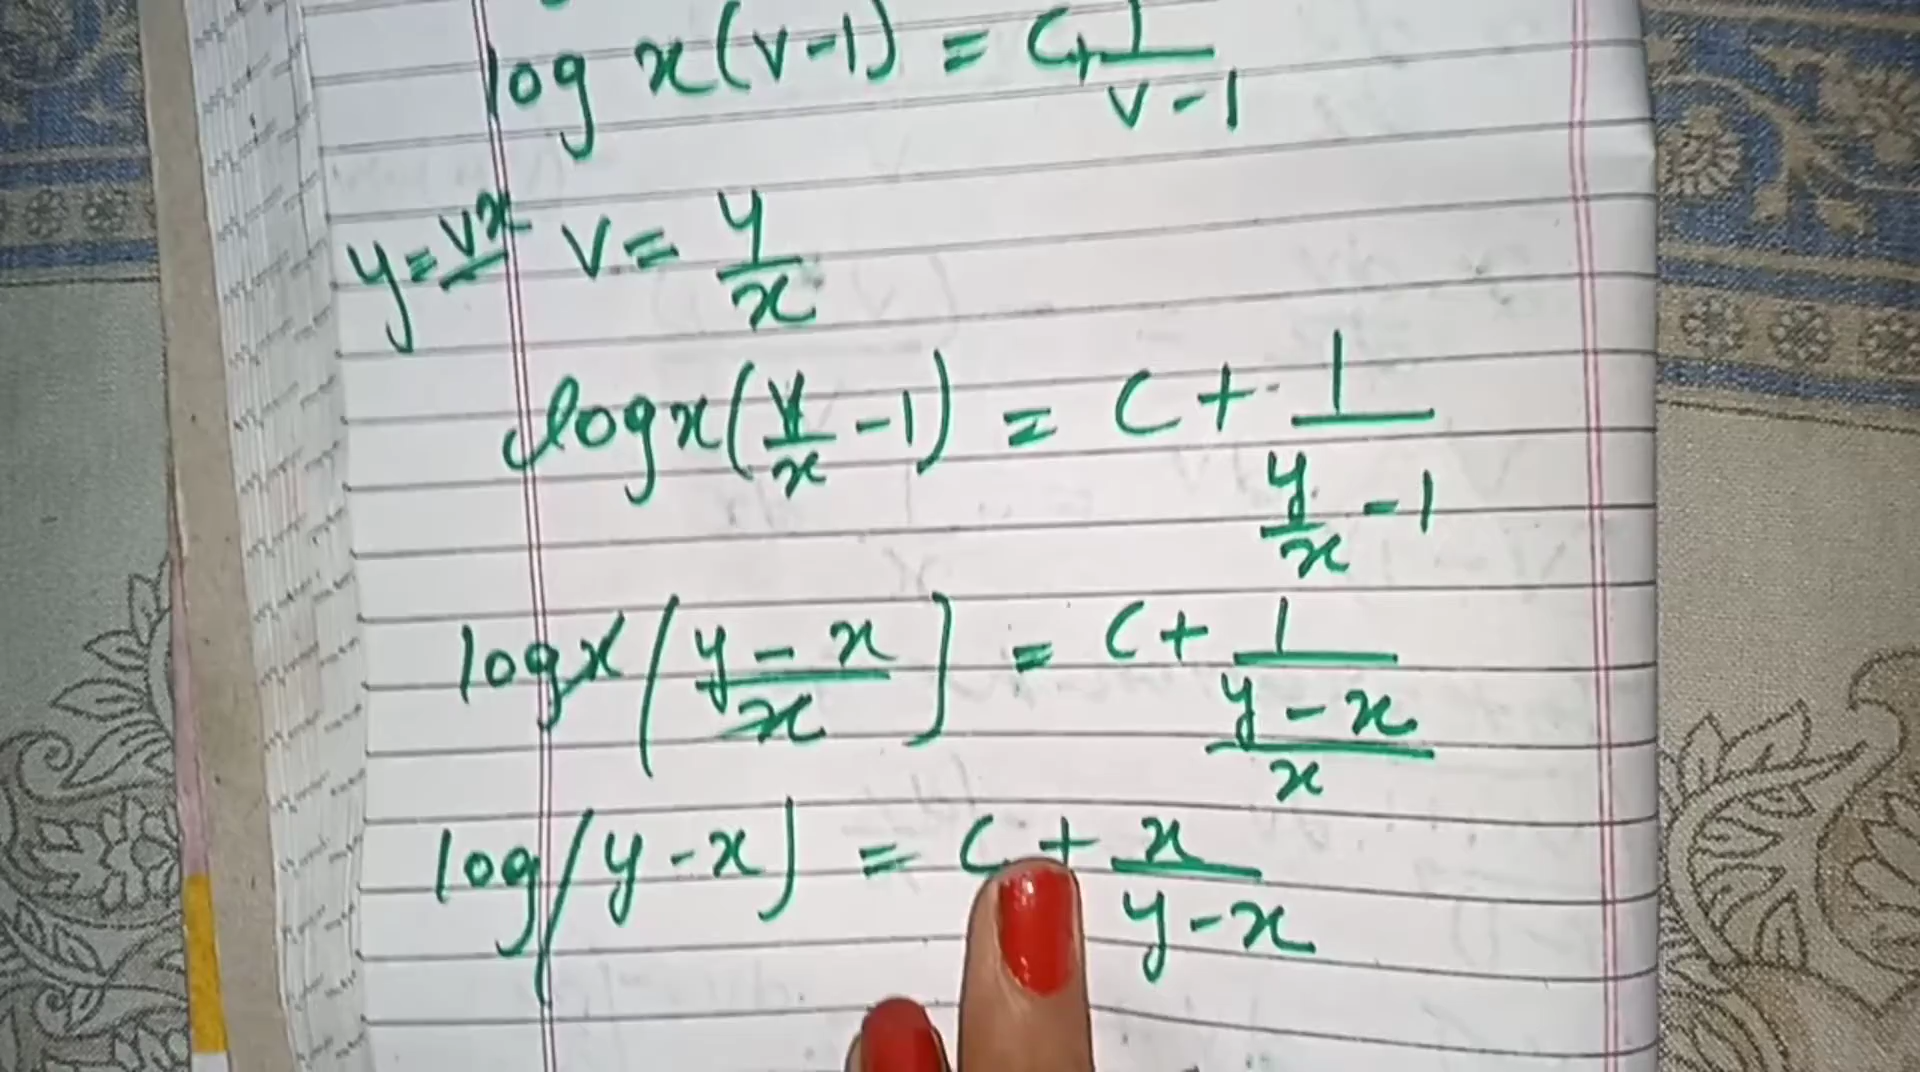 log x(v-1) = C+ 1/(v-1)
y=vx v= y/x
log x(y/x -1) = C+ 1/(y/x -1)
log x((y-x)/x) = C+ 1/((y-x)/x)
log(y-x) = C+ x/(y-x)